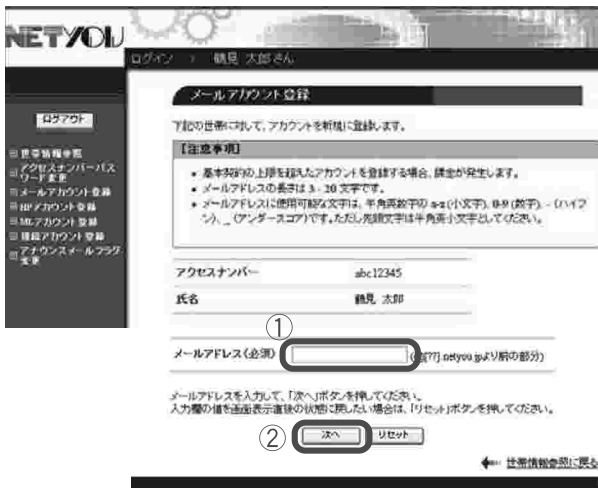 NETYOU
ログイン > 鶴見 太郎さん
ログアウト
メールアカウント登録
下記の世帯に対して、アカウントを新規に登録します。
【注意事項】
• 基本契約の上限を超えたアカウントを登録する場合、課金が発生します。
• メールアドレスの長さは 3 - 20 文字です。
• メールアドレスに使用可能な文字は、半角英数字の a-z (小文字)、0-9 (数字)、- (ハイフ
ン)、_ (アンダースコア)です。ただし先頭文字は半角英小文字としてください。
世帯情報参照
アクセスナンバーパス
ワード変更
メールアカウント登録
HPアカウント登録
MLアカウント登録
接続アカウント登録
アナウンスメールフラグ
変更
アクセスナンバー abc12345
氏名 鶴見 太郎
①
メールアドレス(必須) [??].netyou.jpより前の部分)
メールアドレスを入力して、「次へ」ボタンを押してください。
入力欄の値を画面表示直後の状態に戻したい場合は、「リセット」ボタンを押してください。
② 次へ リセット
世帯情報参照に戻る